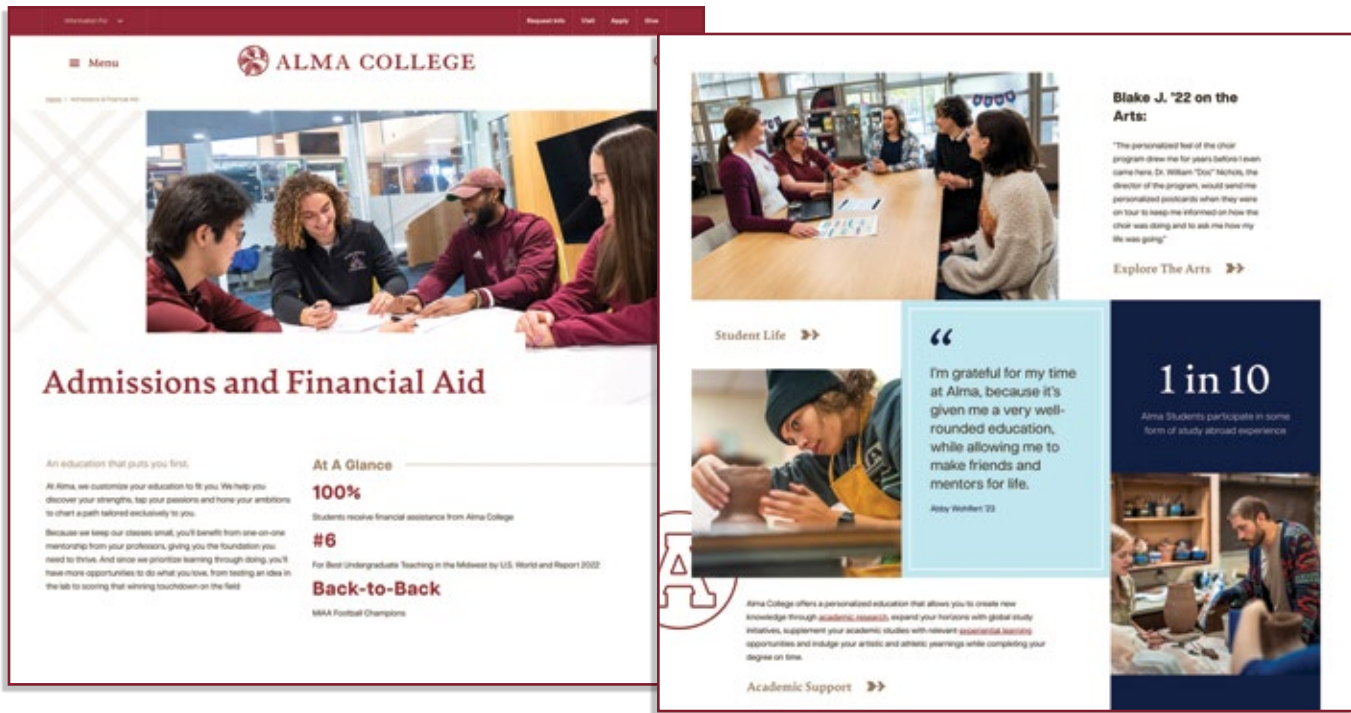 Information For
Request Info Visit Apply Give
Menu
ALMA COLLEGE
Home / Admissions & Financial Aid
Admissions and Financial Aid
An education that puts you first.
At Alma, we customize your education to fit you. We help you
discover your strengths, tap your passions and hone your ambitions
to chart a path tailored exclusively to you.
Because we keep our classes small, you'll benefit from one-on-one
mentorship from your professors, giving you the foundation you
need to thrive. And since we prioritize learning through doing, you'll
have more opportunities to do what you love, from testing an idea in
the lab to scoring that winning touchdown on the field
At A Glance
100%
Students receive financial assistance from Alma College
#6
For Best Undergraduate Teaching in the Midwest by U.S. World and Report 2022
Back-to-Back
MIAA Football Champions
Blake J. '22 on the
Arts:
"The personalized feel of the choir
program drew me for years before I even
came here. Dr. William "Doc" Nichols, the
director of the program, would send me
personalized postcards when they were
on tour to keep me informed on how the
choir was doing and to ask me how my
life was going."
Explore The Arts
Student Life
“
I'm grateful for my time
at Alma, because it's
given me a very well-
rounded education,
while allowing me to
make friends and
mentors for life.
Abby Wohlfert '23
1 in 10
Alma Students participate in some
form of study abroad experience
A
Alma College offers a personalized education that allows you to create new
knowledge through academic research, expand your horizons with global study
initiatives, supplement your academic studies with relevant experiential learning
opportunities and indulge your artistic and athletic yearnings while completing your
degree on time.
Academic Support